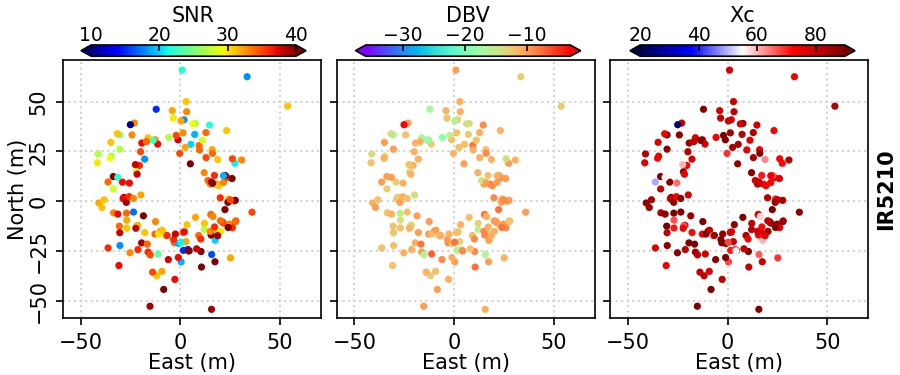 SNR DBV Xc
10 20 30 40 −30 −20 −10 20 40 60 80
50
25
0
−25
−50
North (m)
−50 0 50 −50 0 50 −50 0 50
East (m) East (m) East (m)
IR5210